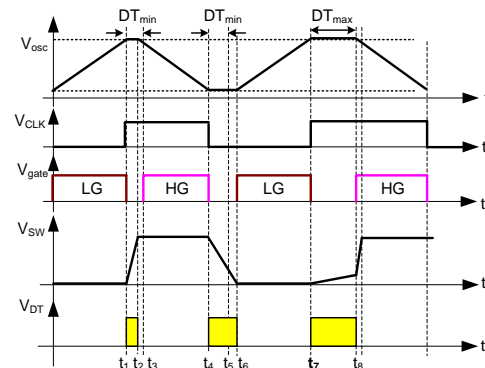 DTmin DTmin DTmax
Vosc
t
VCLK
t
Vgate
LG HG LG HG
t
VSW
t
VDT
t
t1 t2 t3 t4 t5 t6 t7 t8